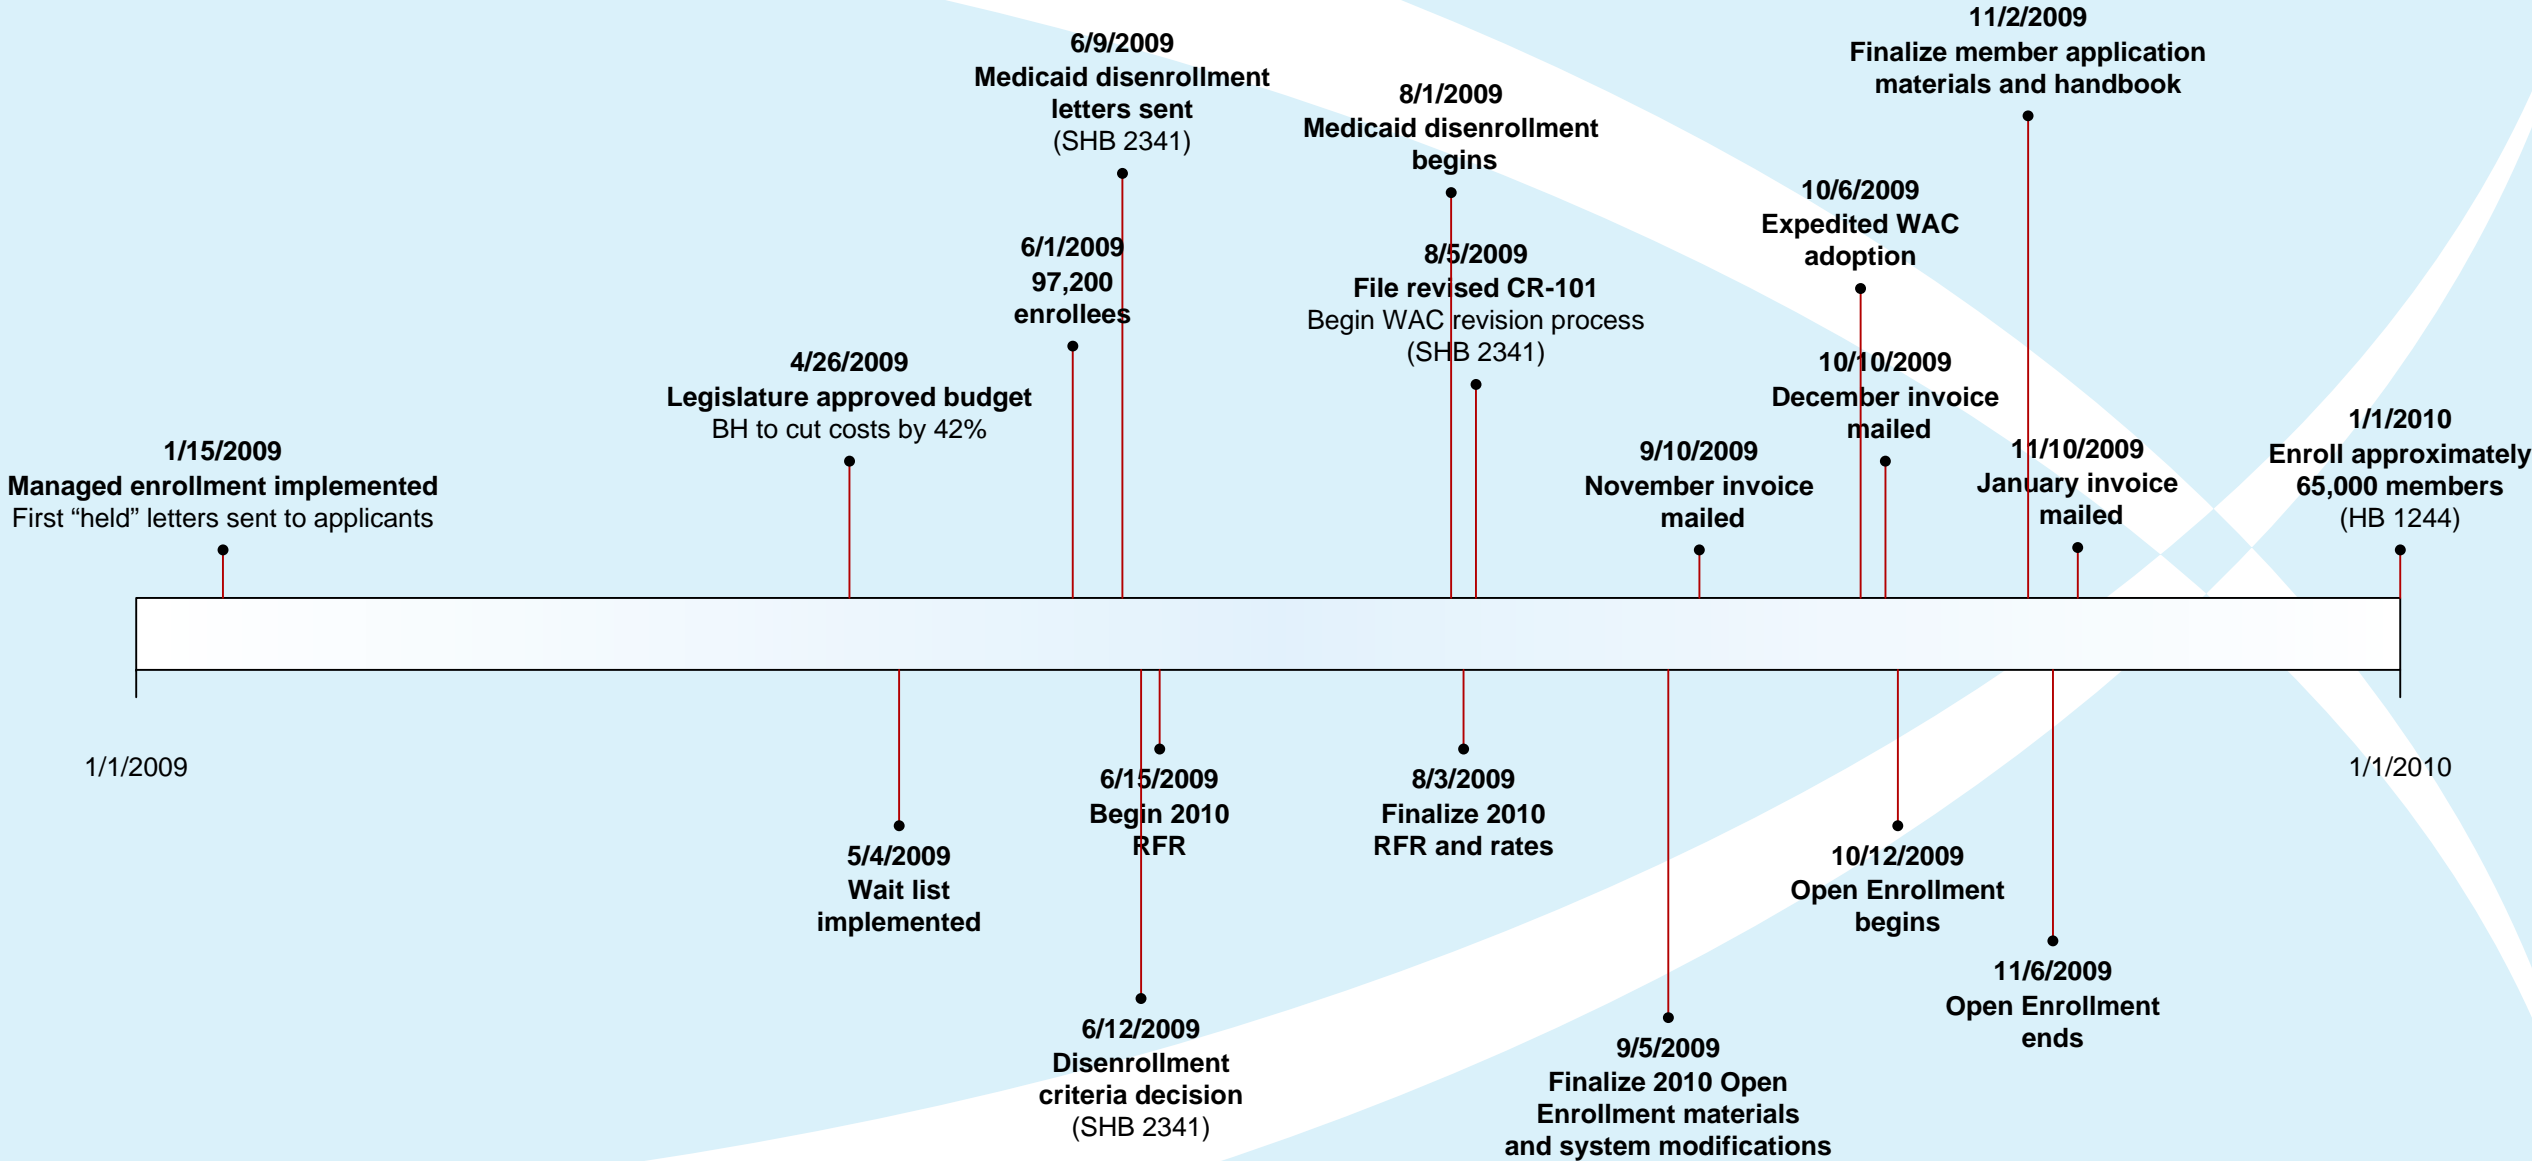 1/15/2009
Managed enrollment implemented
First “held” letters sent to applicants
4/26/2009
Legislature approved budget
BH to cut costs by 42%
6/1/2009
97,200
enrollees
6/9/2009
Medicaid disenrollment
letters sent
(SHB 2341)
8/1/2009
Medicaid disenrollment
begins
8/5/2009
File revised CR-101
Begin WAC revision process
(SHB 2341)
9/10/2009
November invoice
mailed
10/6/2009
Expedited WAC
adoption
10/10/2009
December invoice
mailed
11/2/2009
Finalize member application
materials and handbook
11/10/2009
January invoice
mailed
1/1/2010
Enroll approximately
65,000 members
(HB 1244)
1/1/2009
5/4/2009
Wait list
implemented
6/12/2009
Disenrollment
criteria decision
(SHB 2341)
6/15/2009
Begin 2010
RFR
8/3/2009
Finalize 2010
RFR and rates
9/5/2009
Finalize 2010 Open
Enrollment materials
and system modifications
10/12/2009
Open Enrollment
begins
11/6/2009
Open Enrollment
ends
1/1/2010